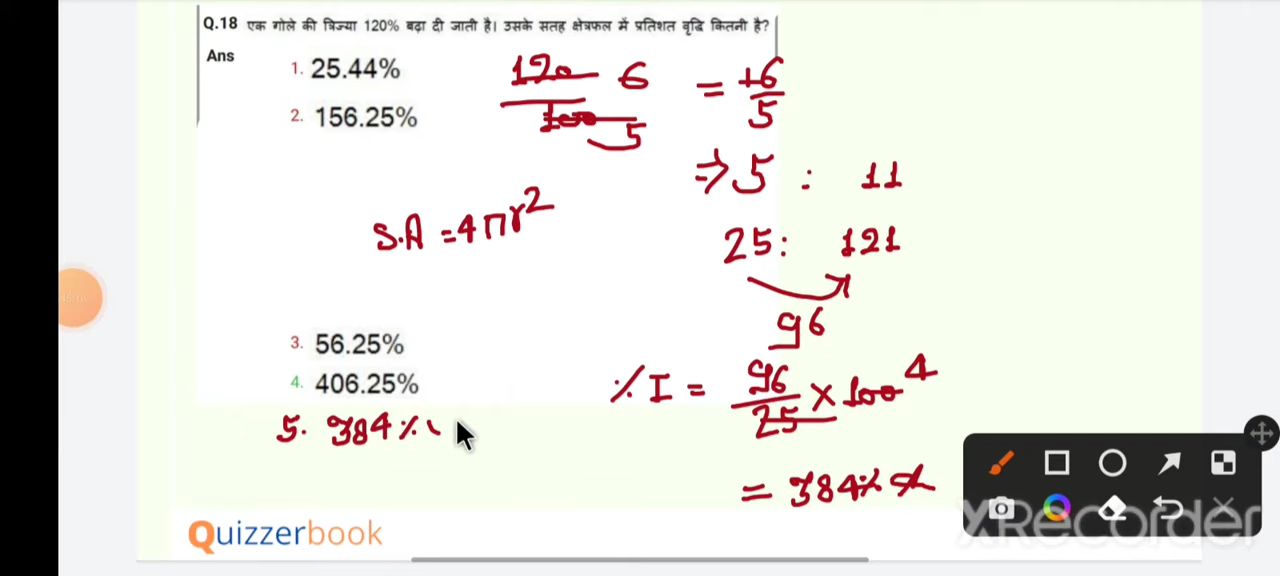 Q.18 एक गोले की त्रिज्या 120% बढ़ा दी जाती है। उसके सतह क्षेत्रफल में प्रतिशत वृद्धि कितनी है?
Ans
1. 25.44%
2. 156.25%
120 6
100 5
= +6
5
⇒ 5 : 11
S.A = 4πr²
25 : 121
96
3. 56.25%
4. 406.25%
5. 384%
% I = 96
25 × 100 4
= 384%
Quizzerbook
XRecorder